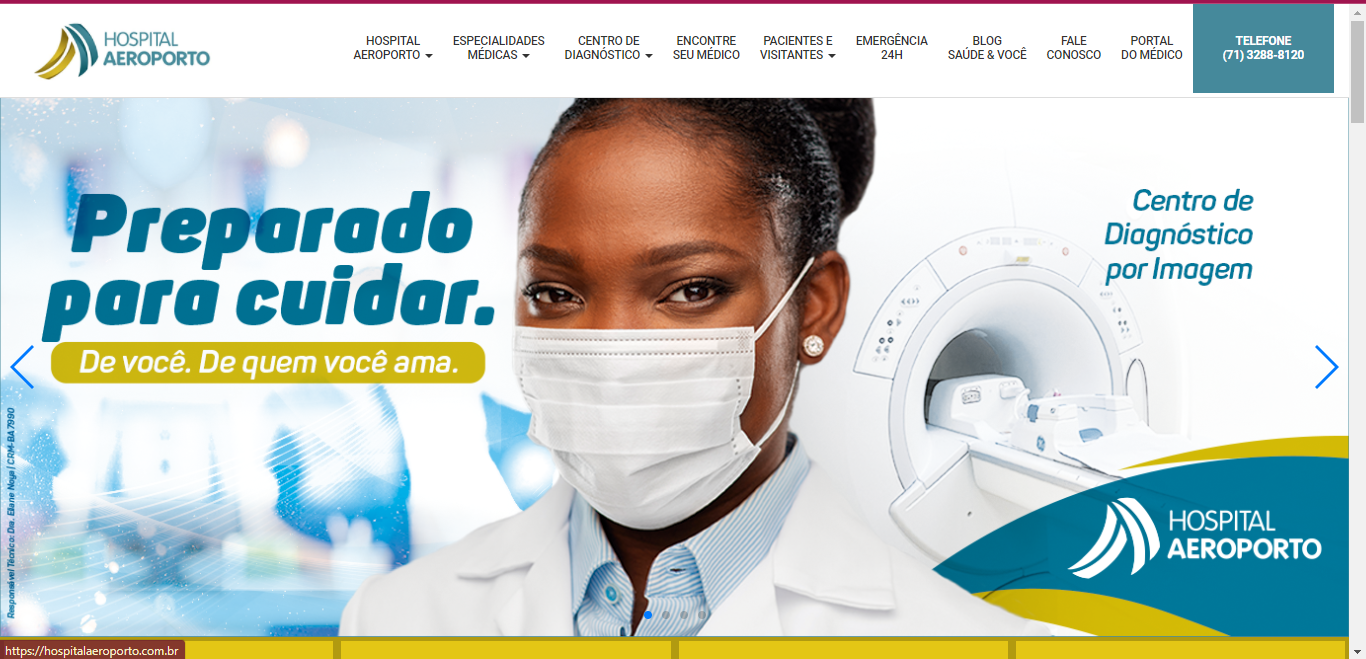 HOSPITAL
AEROPORTO
HOSPITAL
AEROPORTO
ESPECIALIDADES
MÉDICAS
CENTRO DE
DIAGNÓSTICO
ENCONTRE
SEU MÉDICO
PACIENTES E
VISITANTES
EMERGÊNCIA
24H
BLOG
SAÚDE & VOCÊ
FALE
CONOSCO
PORTAL
DO MÉDICO
TELEFONE
(71) 3288-8120
Preparado
para cuidar.
De você. De quem você ama.
Centro de
Diagnóstico
por Imagem
Responsável Técnico: Dra. Eliane Noya | CRM-BA 7990
HOSPITAL
AEROPORTO
https://hospitalaeroporto.com.br